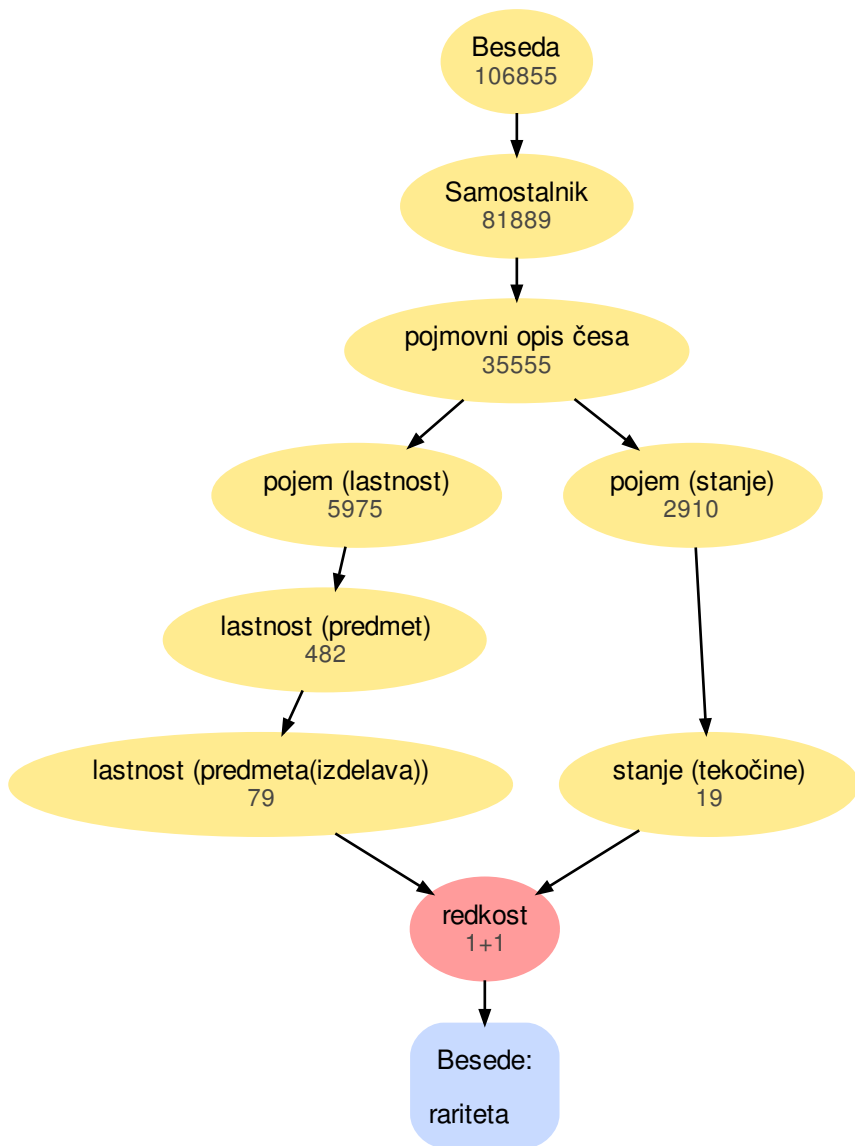 Beseda
106855
Samostalnik
81889
pojmovni opis česa
35555
pojem (lastnost)
5975
pojem (stanje)
2910
lastnost (predmet)
482
lastnost (predmeta(izdelava))
79
stanje (tekočine)
19
redkost
1+1
Besede:
rariteta